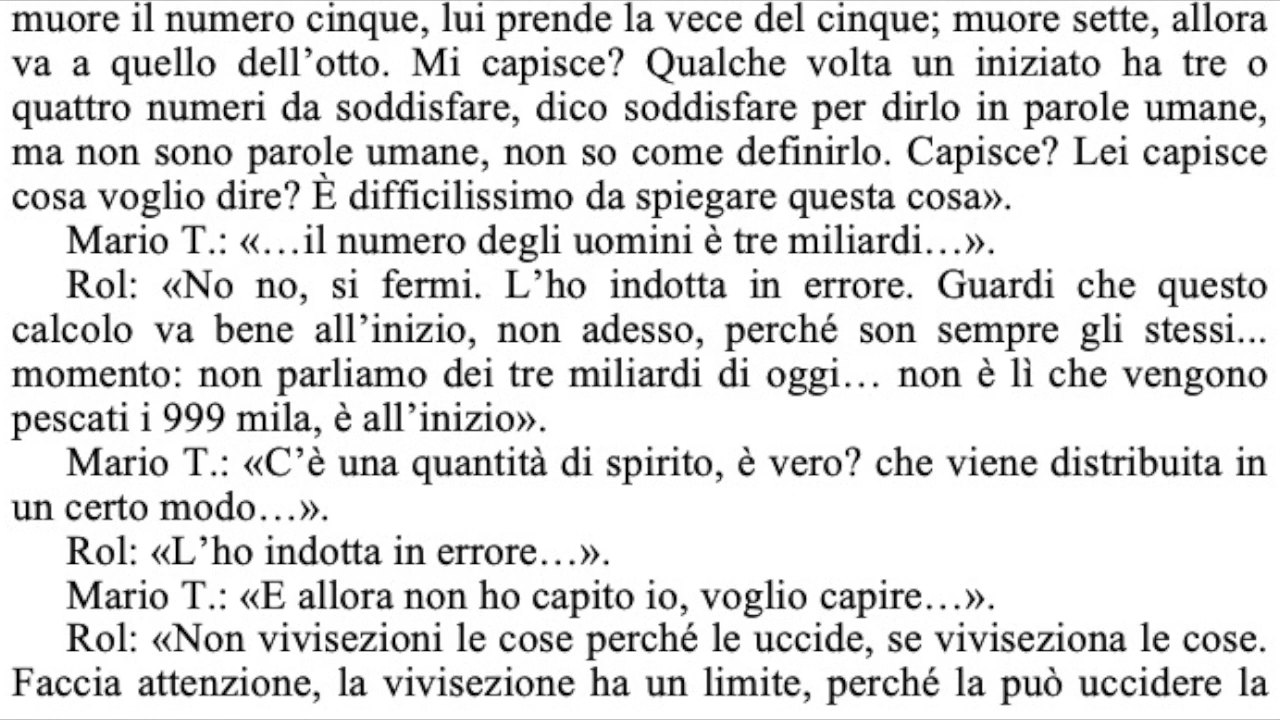 muore il numero cinque, lui prende la vece del cinque; muore sette, allora
va a quello dell’otto. Mi capisce? Qualche volta un iniziato ha tre o
quattro numeri da soddisfare, dico soddisfare per dirlo in parole umane,
ma non sono parole umane, non so come definirlo. Capisce? Lei capisce
cosa voglio dire? È difficilissimo da spiegare questa cosa».
Mario T.: «…il numero degli uomini è tre miliardi…».
Rol: «No no, si fermi. L’ho indotta in errore. Guardi che questo
calcolo va bene all’inizio, non adesso, perché son sempre gli stessi...
momento: non parliamo dei tre miliardi di oggi… non è lì che vengono
pescati i 999 mila, è all’inizio».
Mario T.: «C’è una quantità di spirito, è vero? che viene distribuita in
un certo modo…».
Rol: «L’ho indotta in errore…».
Mario T.: «E allora non ho capito io, voglio capire…».
Rol: «Non vivisezioni le cose perché le uccide, se viviseziona le cose.
Faccia attenzione, la vivisezione ha un limite, perché la può uccidere la